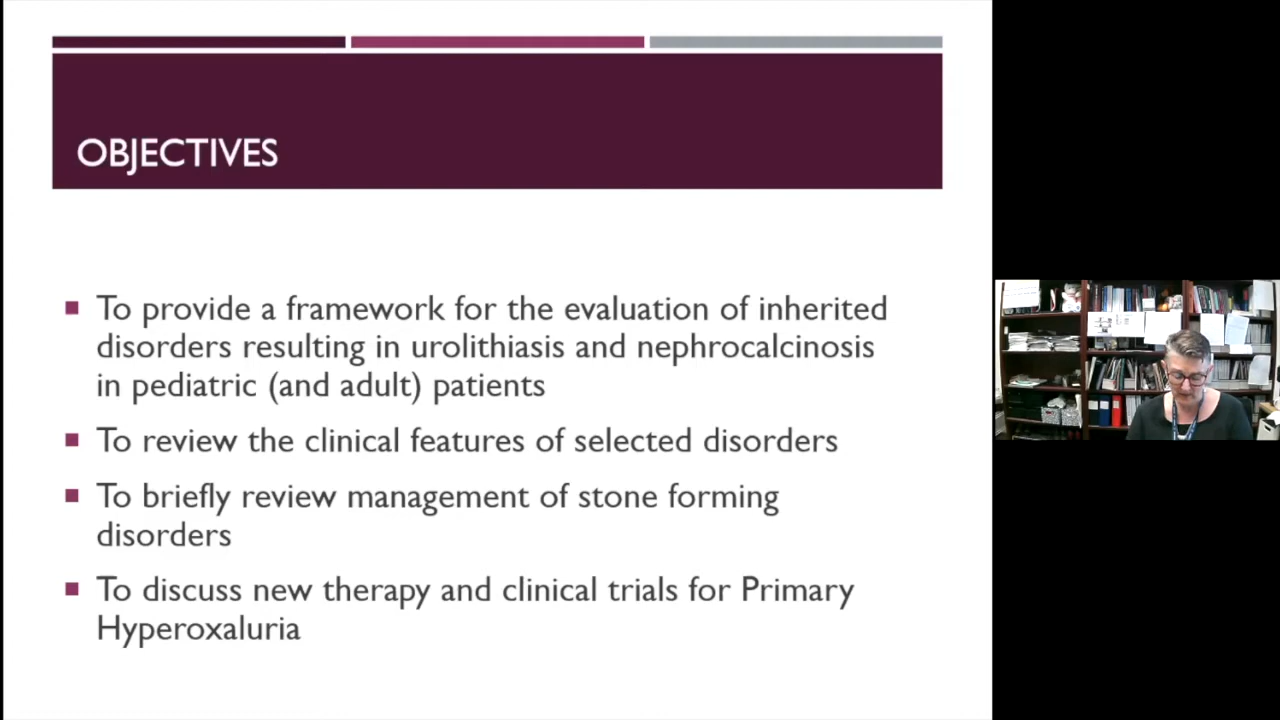 OBJECTIVES
To provide a framework for the evaluation of inherited
disorders resulting in urolithiasis and nephrocalcinosis
in pediatric (and adult) patients
To review the clinical features of selected disorders
To briefly review management of stone forming
disorders
To discuss new therapy and clinical trials for Primary
Hyperoxaluria